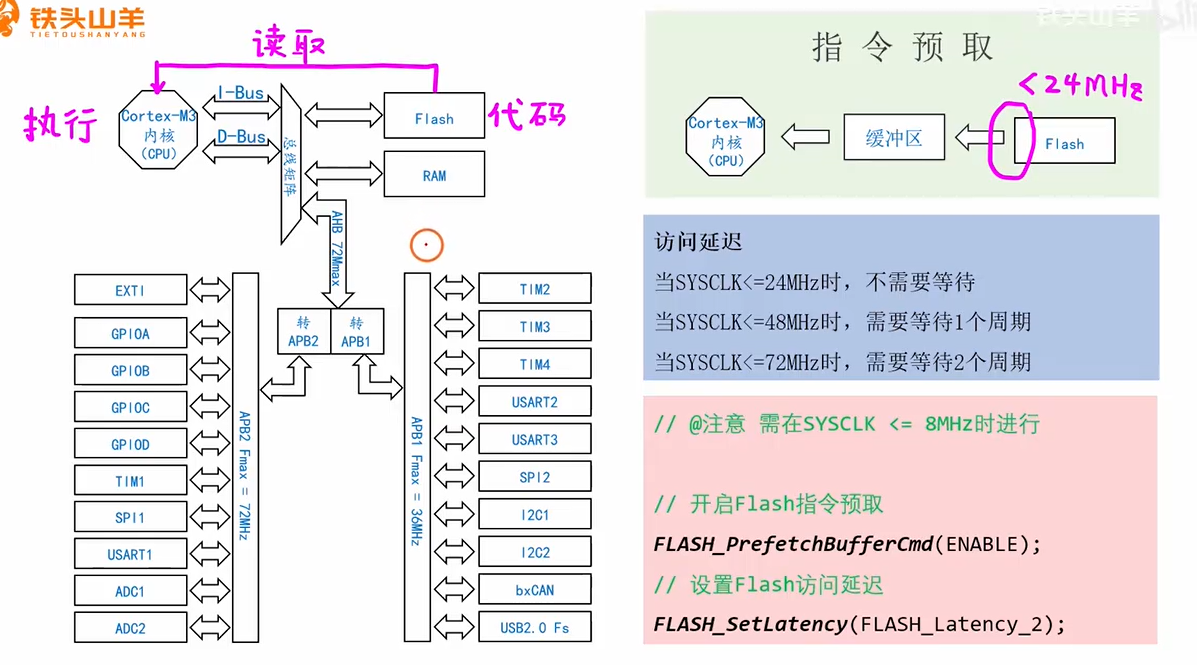 铁头山羊
TIETOUSHANYANG
读取
执行
代码
Cortex-M3
内核
(CPU)
I-Bus
D-Bus
总线矩阵
Flash
RAM
AHB 72Mmax
转
APB2
转
APB1
EXTI
GPIOA
GPIOB
GPIOC
GPIOD
TIM1
SPI1
USART1
ADC1
ADC2
APB2 Fmax = 72MHz
APB1 Fmax = 36MHz
TIM2
TIM3
TIM4
USART2
USART3
SPI2
I2C1
I2C2
bxCAN
USB2.0 Fs
铁头山羊
指令预取
<24MHz
Cortex-M3
内核
(CPU)
缓冲区
Flash
访问延迟
当SYSCLK<=24MHz时，不需要等待
当SYSCLK<=48MHz时，需要等待1个周期
当SYSCLK<=72MHz时，需要等待2个周期
// @注意 需在SYSCLK <= 8MHz时进行
// 开启Flash指令预取
FLASH_PrefetchBufferCmd(ENABLE);
// 设置Flash访问延迟
FLASH_SetLatency(FLASH_Latency_2);